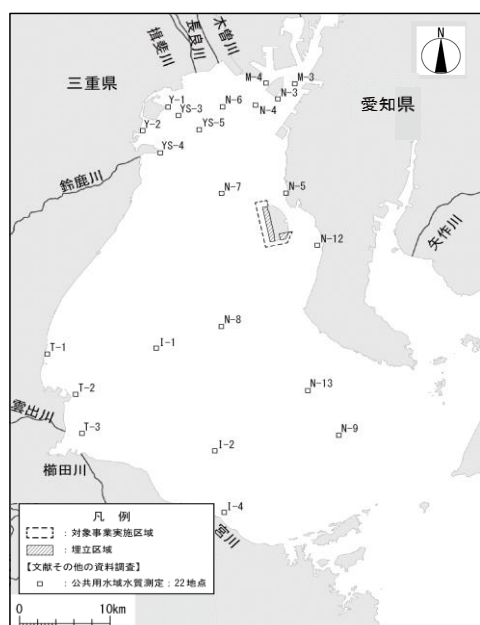 木曽川
長良川
揖斐川
N
三重県
愛知県
M-4
M-3
N-3
Y-1
YS-3
N-6
N-4
Y-2
YS-5
YS-4
鈴鹿川
N-7
N-5
矢作川
N-12
N-8
I-1
T-1
N-13
T-2
雲出川
T-3
N-9
I-2
櫛田川
I-4
宮川
凡 例
：対象事業実施区域
：埋立区域
【文献その他の資料調査】
：公共用水域水質測定；22地点
0 10km